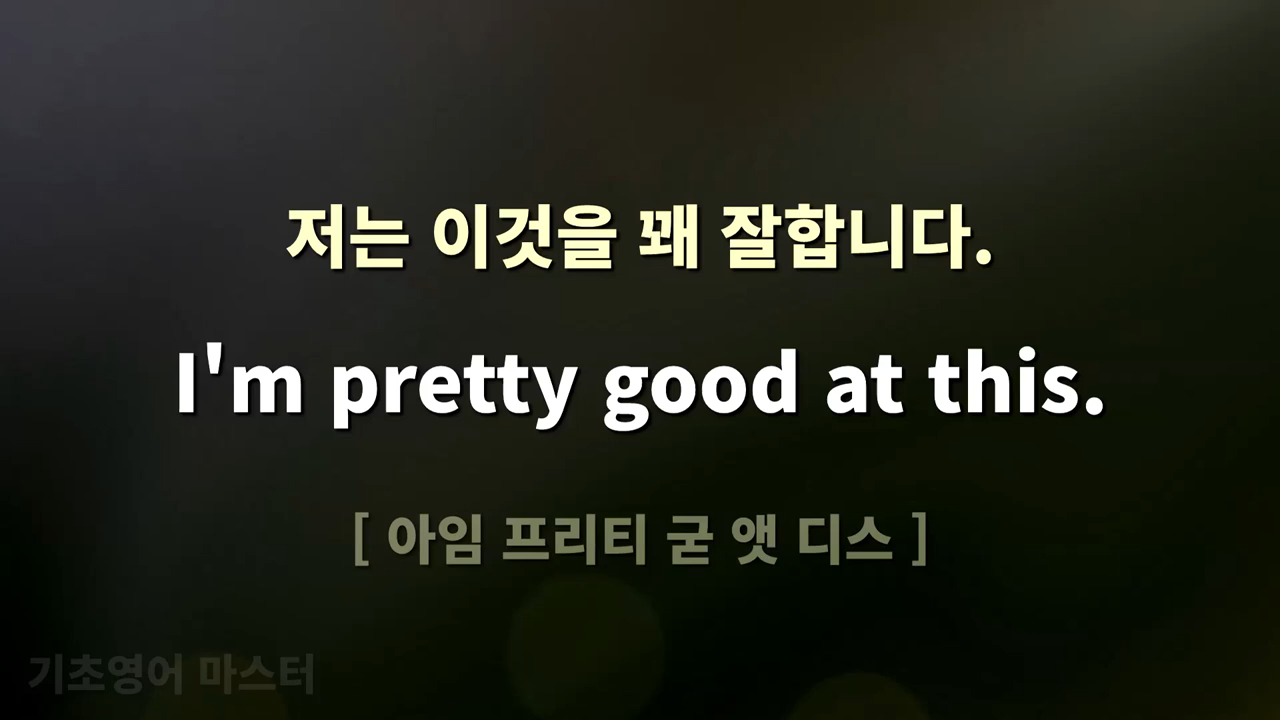 저는 이것을 꽤 잘합니다.
I'm pretty good at this.
[ 아임 프리티 굳 앳 디스 ]
기초영어 마스터